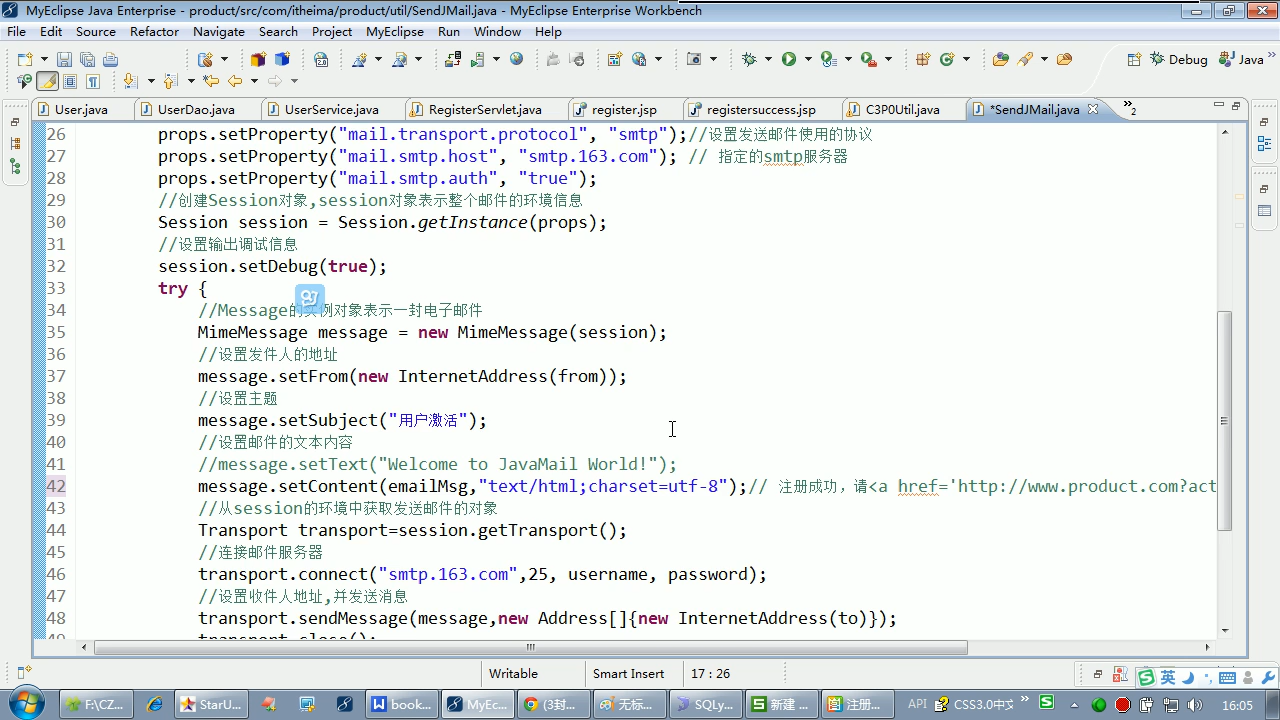 MyEclipse Java Enterprise - product/src/com/itheima/product/util/SendJMail.java - MyEclipse Enterprise Workbench
File Edit Source Refactor Navigate Search Project MyEclipse Run Window Help
Debug Java
User.java UserDao.java UserService.java RegisterServlet.java register.jsp registersuccess.jsp C3P0Util.java *SendJMail.java 2
26 props.setProperty("mail.transport.protocol", "smtp");//设置发送邮件使用的协议
27 props.setProperty("mail.smtp.host", "smtp.163.com"); // 指定的smtp服务器
28 props.setProperty("mail.smtp.auth", "true");
29 //创建Session对象,session对象表示整个邮件的环境信息
30 Session session = Session.getInstance(props);
31 //设置输出调试信息
32 session.setDebug(true);
33 try {
34 //Message的实例对象表示一封电子邮件
35 MimeMessage message = new MimeMessage(session);
36 //设置发件人的地址
37 message.setFrom(new InternetAddress(from));
38 //设置主题
39 message.setSubject("用户激活");
40 //设置邮件的文本内容
41 //message.setText("Welcome to JavaMail World!");
42 message.setContent(emailMsg,"text/html;charset=utf-8");// 注册成功，请<a href='http://www.product.com?act
43 //从session的环境中获取发送邮件的对象
44 Transport transport=session.getTransport();
45 //连接邮件服务器
46 transport.connect("smtp.163.com",25, username, password);
47 //设置收件人地址,并发送消息
48 transport.sendMessage(message,new Address[]{new InternetAddress(to)});
49 transport.close();
Writable Smart Insert 17 : 26
英
F:\CZ... StarU... book... MyEc... (3封... 无标... SQLy... 新建 ... 注册... API CSS3.0中文 16:05